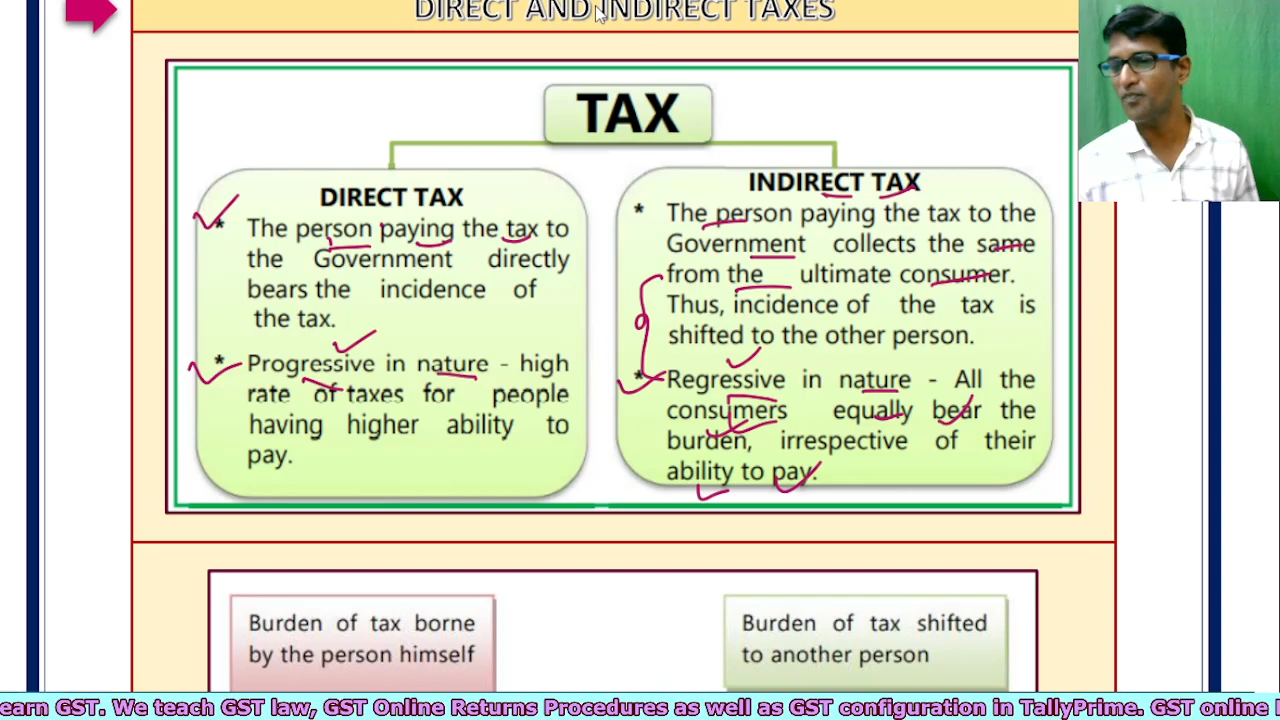 DIRECT AND INDIRECT TAXES
TAX
DIRECT TAX
* The person paying the tax to
the Government directly
bears the incidence of
the tax.
* Progressive in nature - high
rate of taxes for people
having higher ability to
pay.
INDIRECT TAX
* The person paying the tax to the
Government collects the same
from the ultimate consumer.
Thus, incidence of the tax is
shifted to the other person.
* Regressive in nature - All the
consumers equally bear the
burden, irrespective of their
ability to pay.
Burden of tax borne
by the person himself
Burden of tax shifted
to another person
earn GST. We teach GST law, GST Online Returns Procedures as well as GST configuration in TallyPrime. GST online